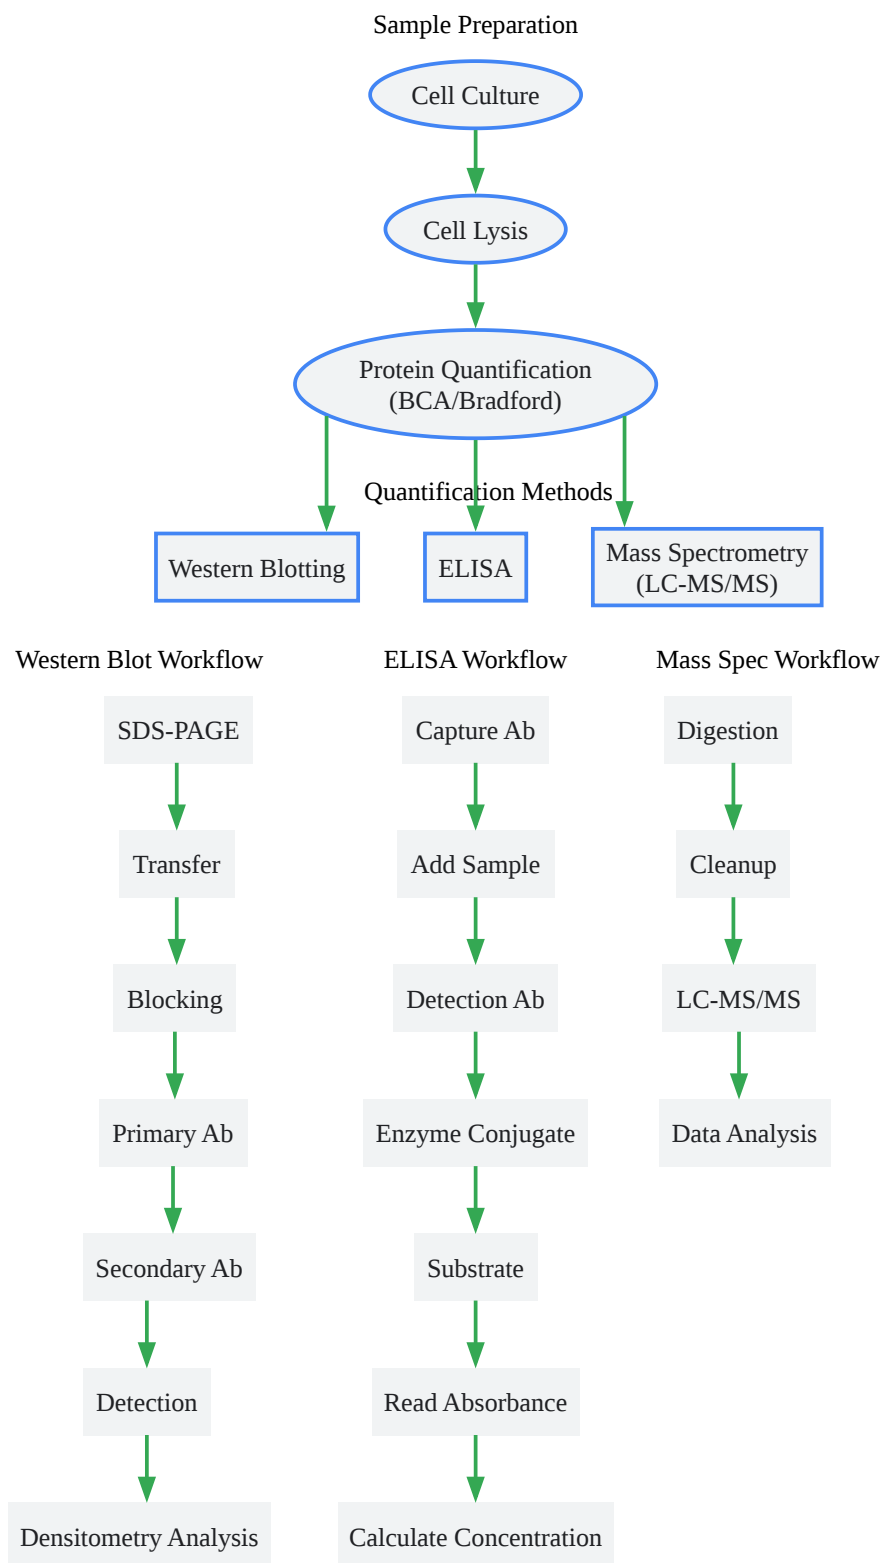 Sample Preparation
Cell Culture
Cell Lysis
Protein Quantification
(BCA/Bradford)
Quantification Methods
Western Blotting
ELISA
Mass Spectrometry
(LC-MS/MS)
Western Blot Workflow
SDS-PAGE
Transfer
Blocking
Primary Ab
Secondary Ab
Detection
Densitometry Analysis
ELISA Workflow
Capture Ab
Add Sample
Detection Ab
Enzyme Conjugate
Substrate
Read Absorbance
Calculate Concentration
Mass Spec Workflow
Digestion
Cleanup
LC-MS/MS
Data Analysis